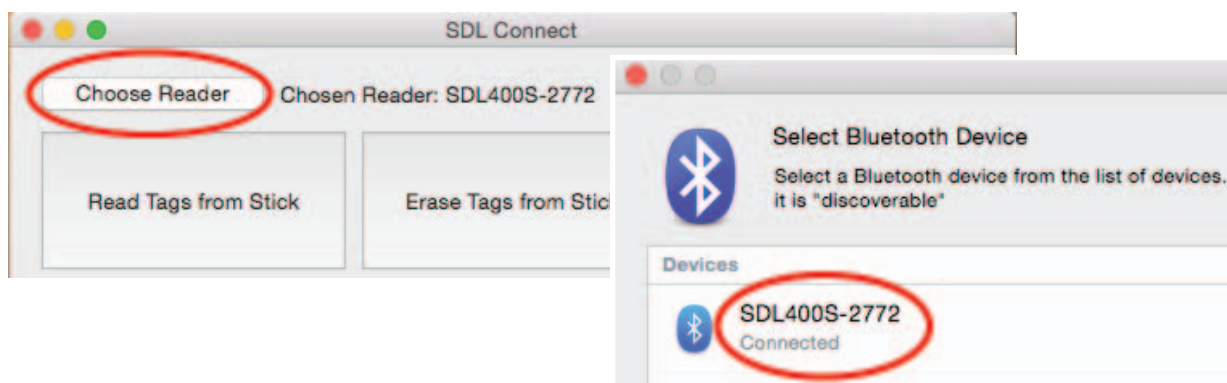 SDL Connect
Choose Reader Chosen Reader: SDL400S-2772
Read Tags from Stick Erase Tags from
Select Bluetooth Device
Select a Bluetooth device from the list of devices.
it is "discoverable"
Devices
SDL400S-2772
Connected